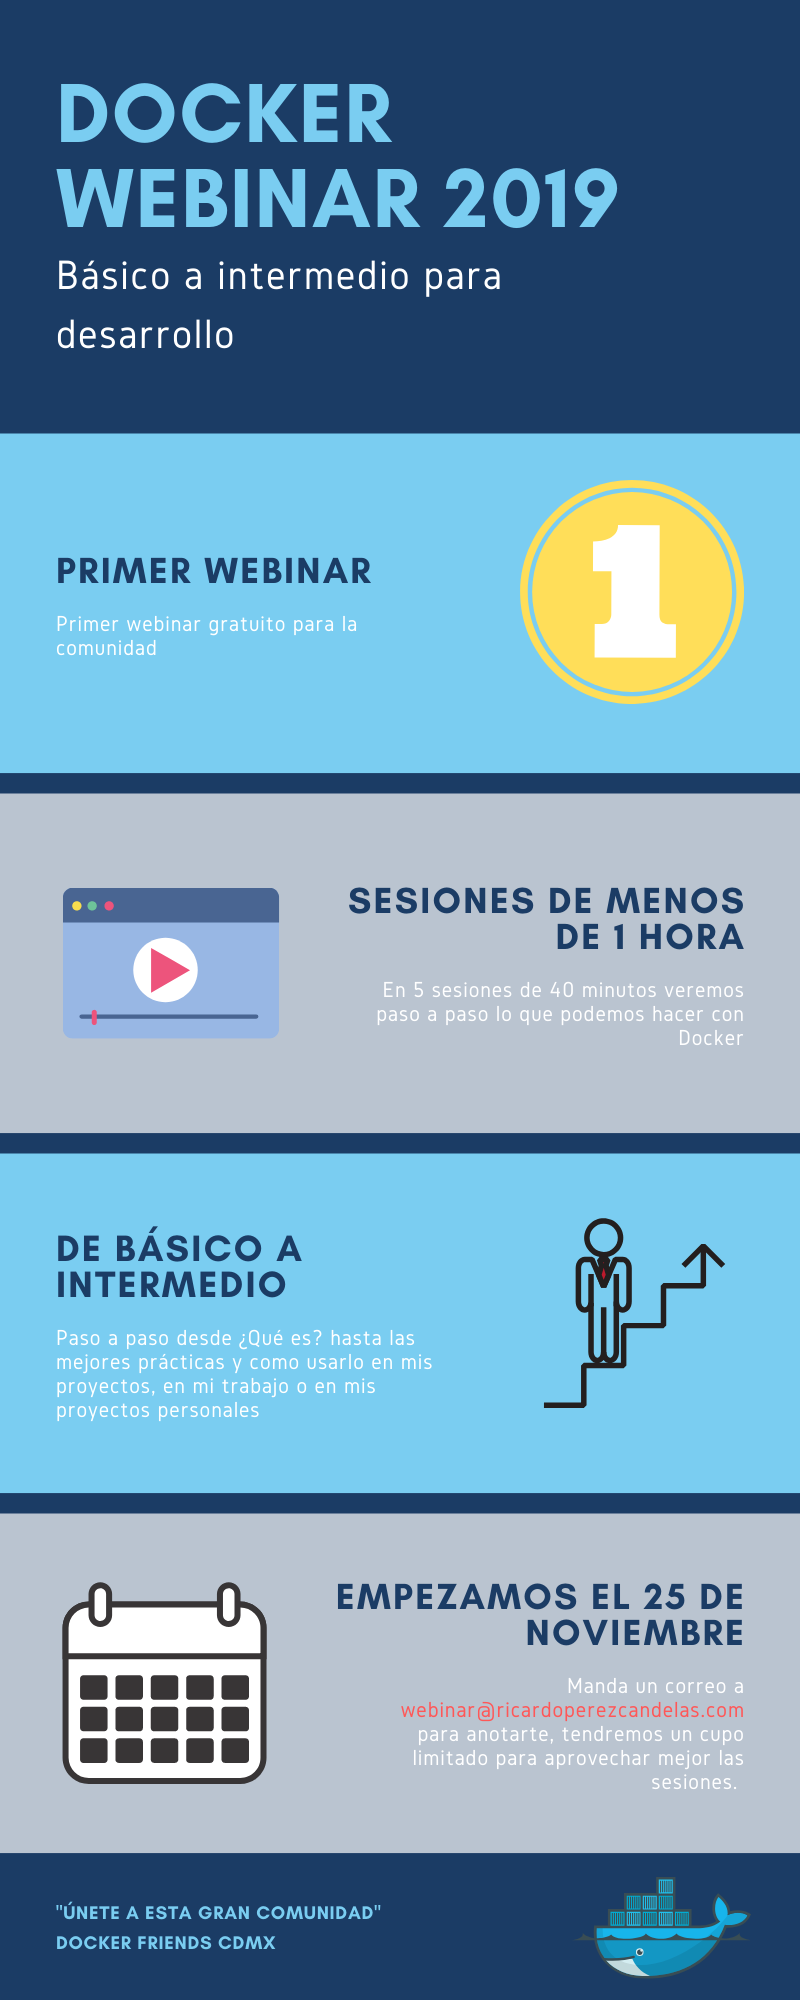 DOCKER
WEBINAR 2019
Básico a intermedio para
desarrollo
PRIMER WEBINAR
Primer webinar gratuito para la
comunidad
1
SESIONES DE MENOS
DE 1 HORA
En 5 sesiones de 40 minutos veremos
paso a paso lo que podemos hacer con
Docker
DE BÁSICO A
INTERMEDIO
Paso a paso desde ¿Qué es? hasta las
mejores prácticas y como usarlo en mis
proyectos, en mi trabajo o en mis
proyectos personales
EMPEZAMOS EL 25 DE
NOVIEMBRE
Manda un correo a
webinar@ricardoperezcandelas.com
para anotarte, tendremos un cupo
limitado para aprovechar mejor las
sesiones.
"ÚNETE A ESTA GRAN COMUNIDAD"
DOCKER FRIENDS CDMX